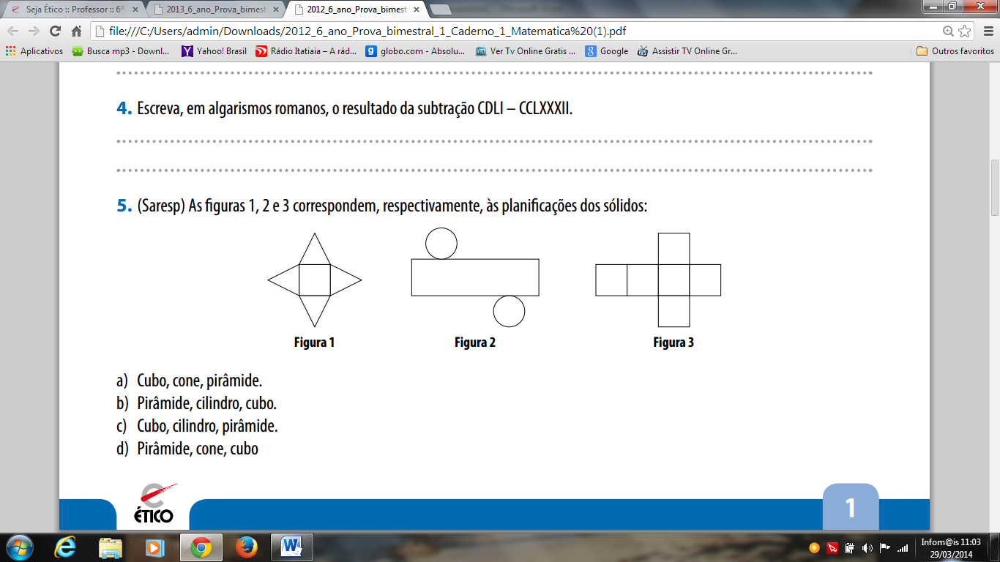 Seja Ético :: Professor :: 6º
2013_6_ano_Prova_bimest
2012_6_ano_Prova_bimest
file:///C:/Users/admin/Downloads/2012_6_ano_Prova_bimestral_1_Caderno_1_Matematica%20(1).pdf
Aplicativos
Busca mp3 - Downl...
Yahoo! Brasil
Rádio Itatiaia – A rád...
globo.com - Absolu...
Ver Tv Online Gratis ...
Google
Assistir TV Online Gr...
Outros favoritos
4. Escreva, em algarismos romanos, o resultado da subtração CDLI – CCLXXXII.
5. (Saresp) As figuras 1, 2 e 3 correspondem, respectivamente, às planificações dos sólidos:
Figura 1 Figura 2 Figura 3
a) Cubo, cone, pirâmide.
b) Pirâmide, cilindro, cubo.
c) Cubo, cilindro, pirâmide.
d) Pirâmide, cone, cubo
ÉTICO
1
Infom@is 11:03
29/03/2014